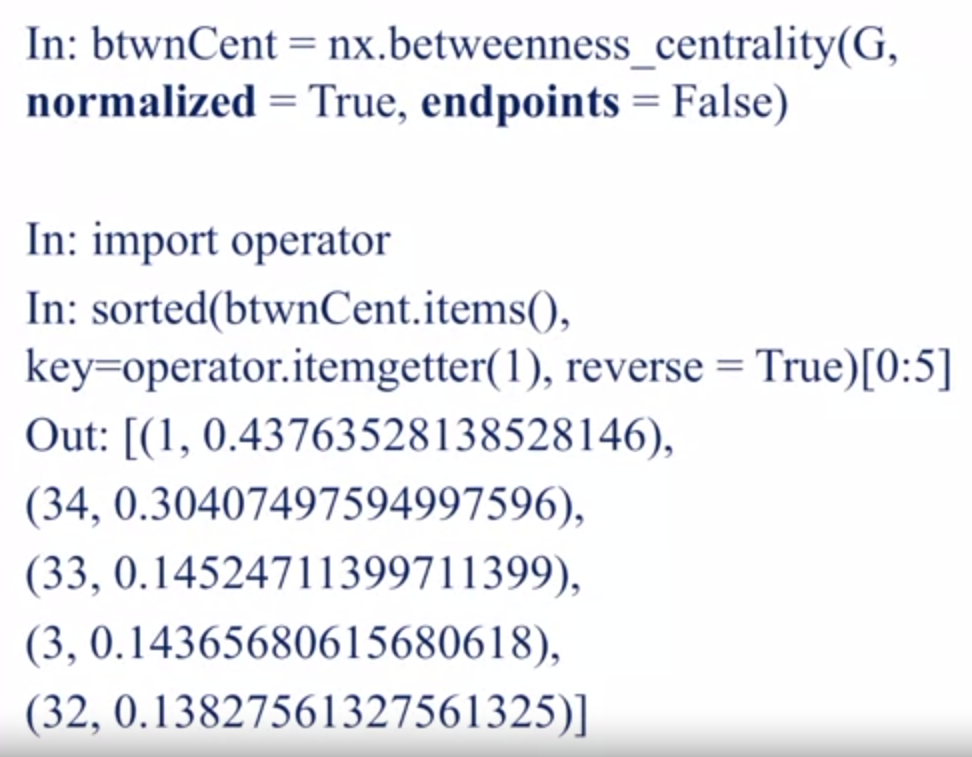 In: btwnCent = nx.betweenness_centrality(G,
normalized = True, endpoints = False)
In: import operator
In: sorted(btwnCent.items(),
key=operator.itemgetter(1), reverse = True)[0:5]
Out: [(1, 0.43763528138528146),
(34, 0.30407497594997596),
(33, 0.14524711399711399),
(3, 0.14365680615680618),
(32, 0.13827561327561325)]